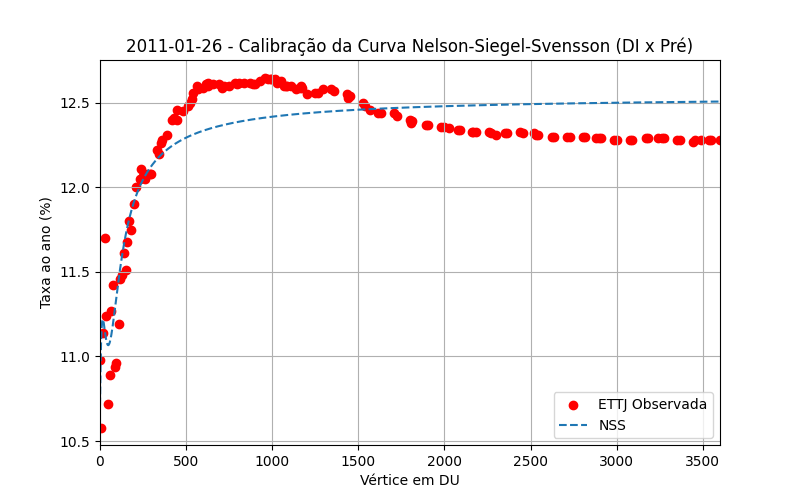 2011-01-26 - Calibração da Curva Nelson-Siegel-Svensson (DI x Pré)
Taxa ao ano (%)
12.5
12.0
11.5
11.0
10.5
ETTJ Observada
NSS
0 500 1000 1500 2000 2500 3000 3500
Vértice em DU